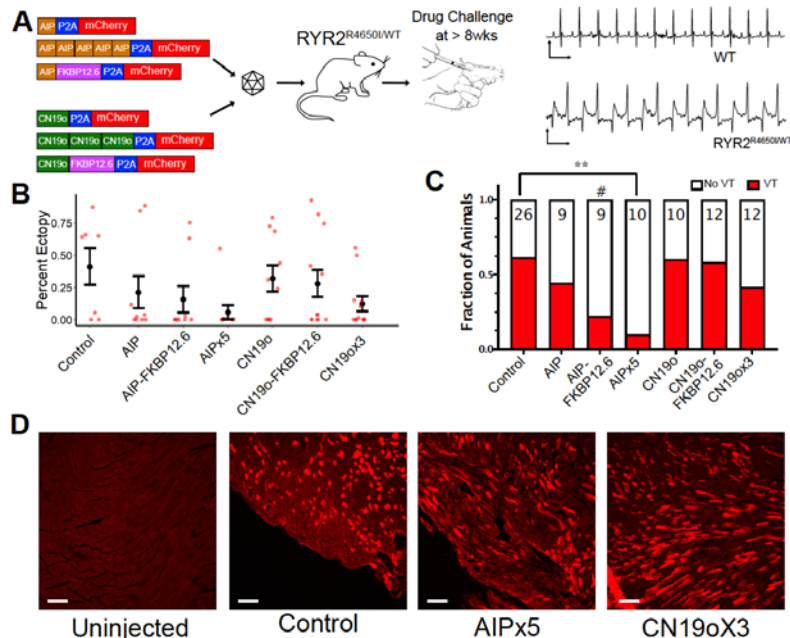 A
AIP P2A mCherry
AIP AIP AIP AIP AIP P2A mCherry
AIP FKBP12.6 P2A mCherry
CN19o P2A mCherry
CN19o CN19o CN19o P2A mCherry
CN19o FKBP12.6 P2A mCherry
RYR2R4650I/WT
Drug Challenge
at > 8wks
WT
RYR2R4650I/WT
B
Percent Ectopy
0.75
0.50
0.25
0.00
Control
AIP
AIP-FKBP12.6
AIPx5
CN19o
CN19o-FKBP12.6
CN19ox3
C
No VT VT
**
#
Fraction of Animals
1.0
0.5
0.0
26 9 9 10 10 12 12
Control
AIP
AIP-
FKBP12.6
AIPx5
CN19o
CN19o-
FKBP12.6
CN19ox3
D
Uninjected
Control
AIPx5
CN19oX3